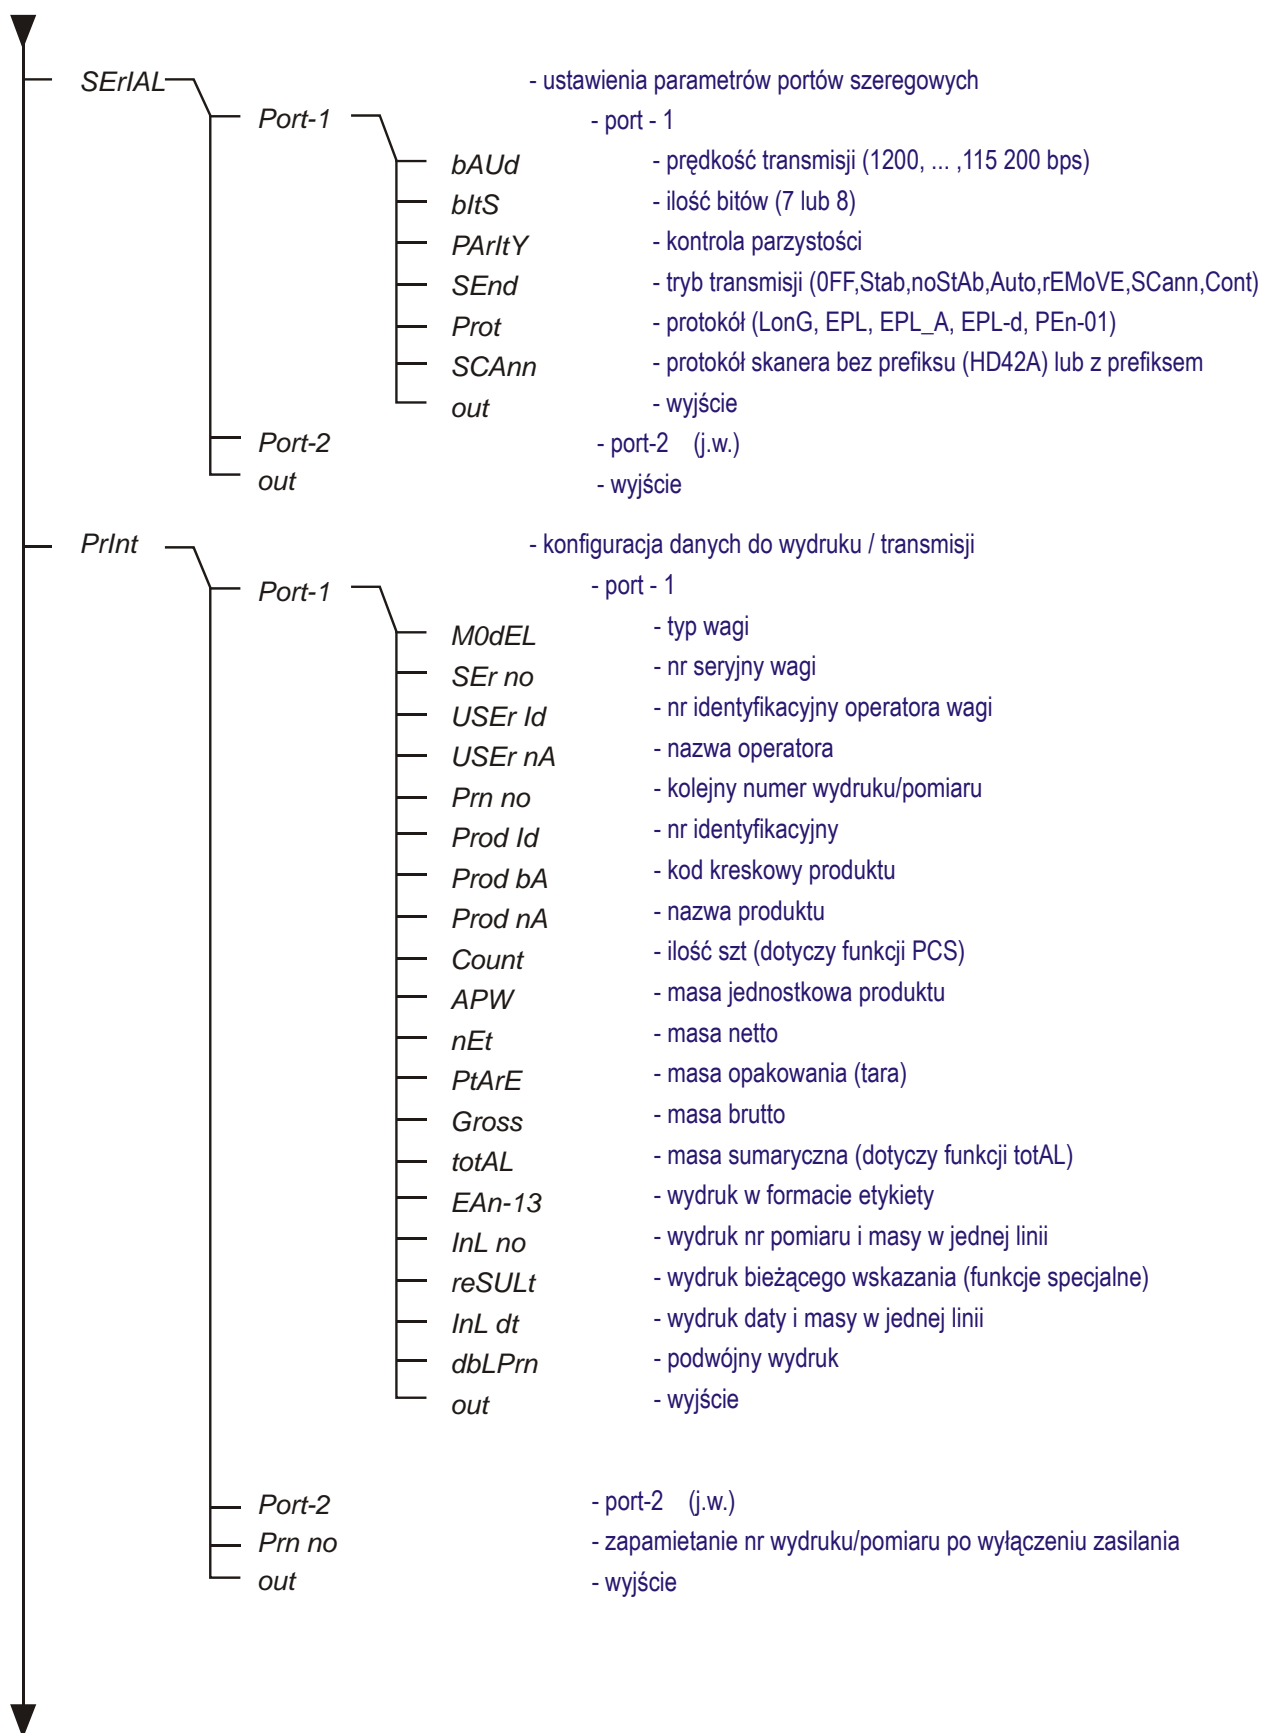 SErIAL - ustawienia parametrów portów szeregowych
Port-1 - port - 1
bAUd - prędkość transmisji (1200, ... ,115 200 bps)
bItS - ilość bitów (7 lub 8)
PArItY - kontrola parzystości
SEnd - tryb transmisji (0FF,Stab,noStAb,Auto,rEMoVE,SCann,Cont)
Prot - protokół (LonG, EPL, EPL_A, EPL-d, PEn-01)
SCAnn - protokół skanera bez prefiksu (HD42A) lub z prefiksem
out - wyjście
Port-2 - port-2 (j.w.)
out - wyjście
PrInt - konfiguracja danych do wydruku / transmisji
Port-1 - port - 1
M0dEL - typ wagi
SEr no - nr seryjny wagi
USEr Id - nr identyfikacyjny operatora wagi
USEr nA - nazwa operatora
Prn no - kolejny numer wydruku/pomiaru
Prod Id - nr identyfikacyjny
Prod bA - kod kreskowy produktu
Prod nA - nazwa produktu
Count - ilość szt (dotyczy funkcji PCS)
APW - masa jednostkowa produktu
nEt - masa netto
PtArE - masa opakowania (tara)
Gross - masa brutto
totAL - masa sumaryczna (dotyczy funkcji totAL)
EAn-13 - wydruk w formacie etykiety
InL no - wydruk nr pomiaru i masy w jednej linii
reSULt - wydruk bieżącego wskazania (funkcje specjalne)
InL dt - wydruk daty i masy w jednej linii
dbLPrn - podwójny wydruk
out - wyjście
Port-2 - port-2 (j.w.)
Prn no - zapamietanie nr wydruku/pomiaru po wyłączeniu zasilania
out - wyjście